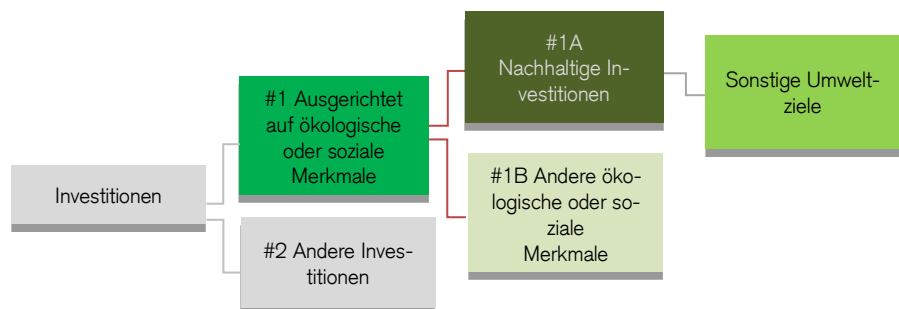 Investitionen
#1 Ausgerichtet
auf ökologische
oder soziale
Merkmale
#2 Andere Inves-
titionen
#1A
Nachhaltige In-
vestitionen
#1B Andere öko-
logische oder so-
ziale
Merkmale
Sonstige Umwelt-
ziele